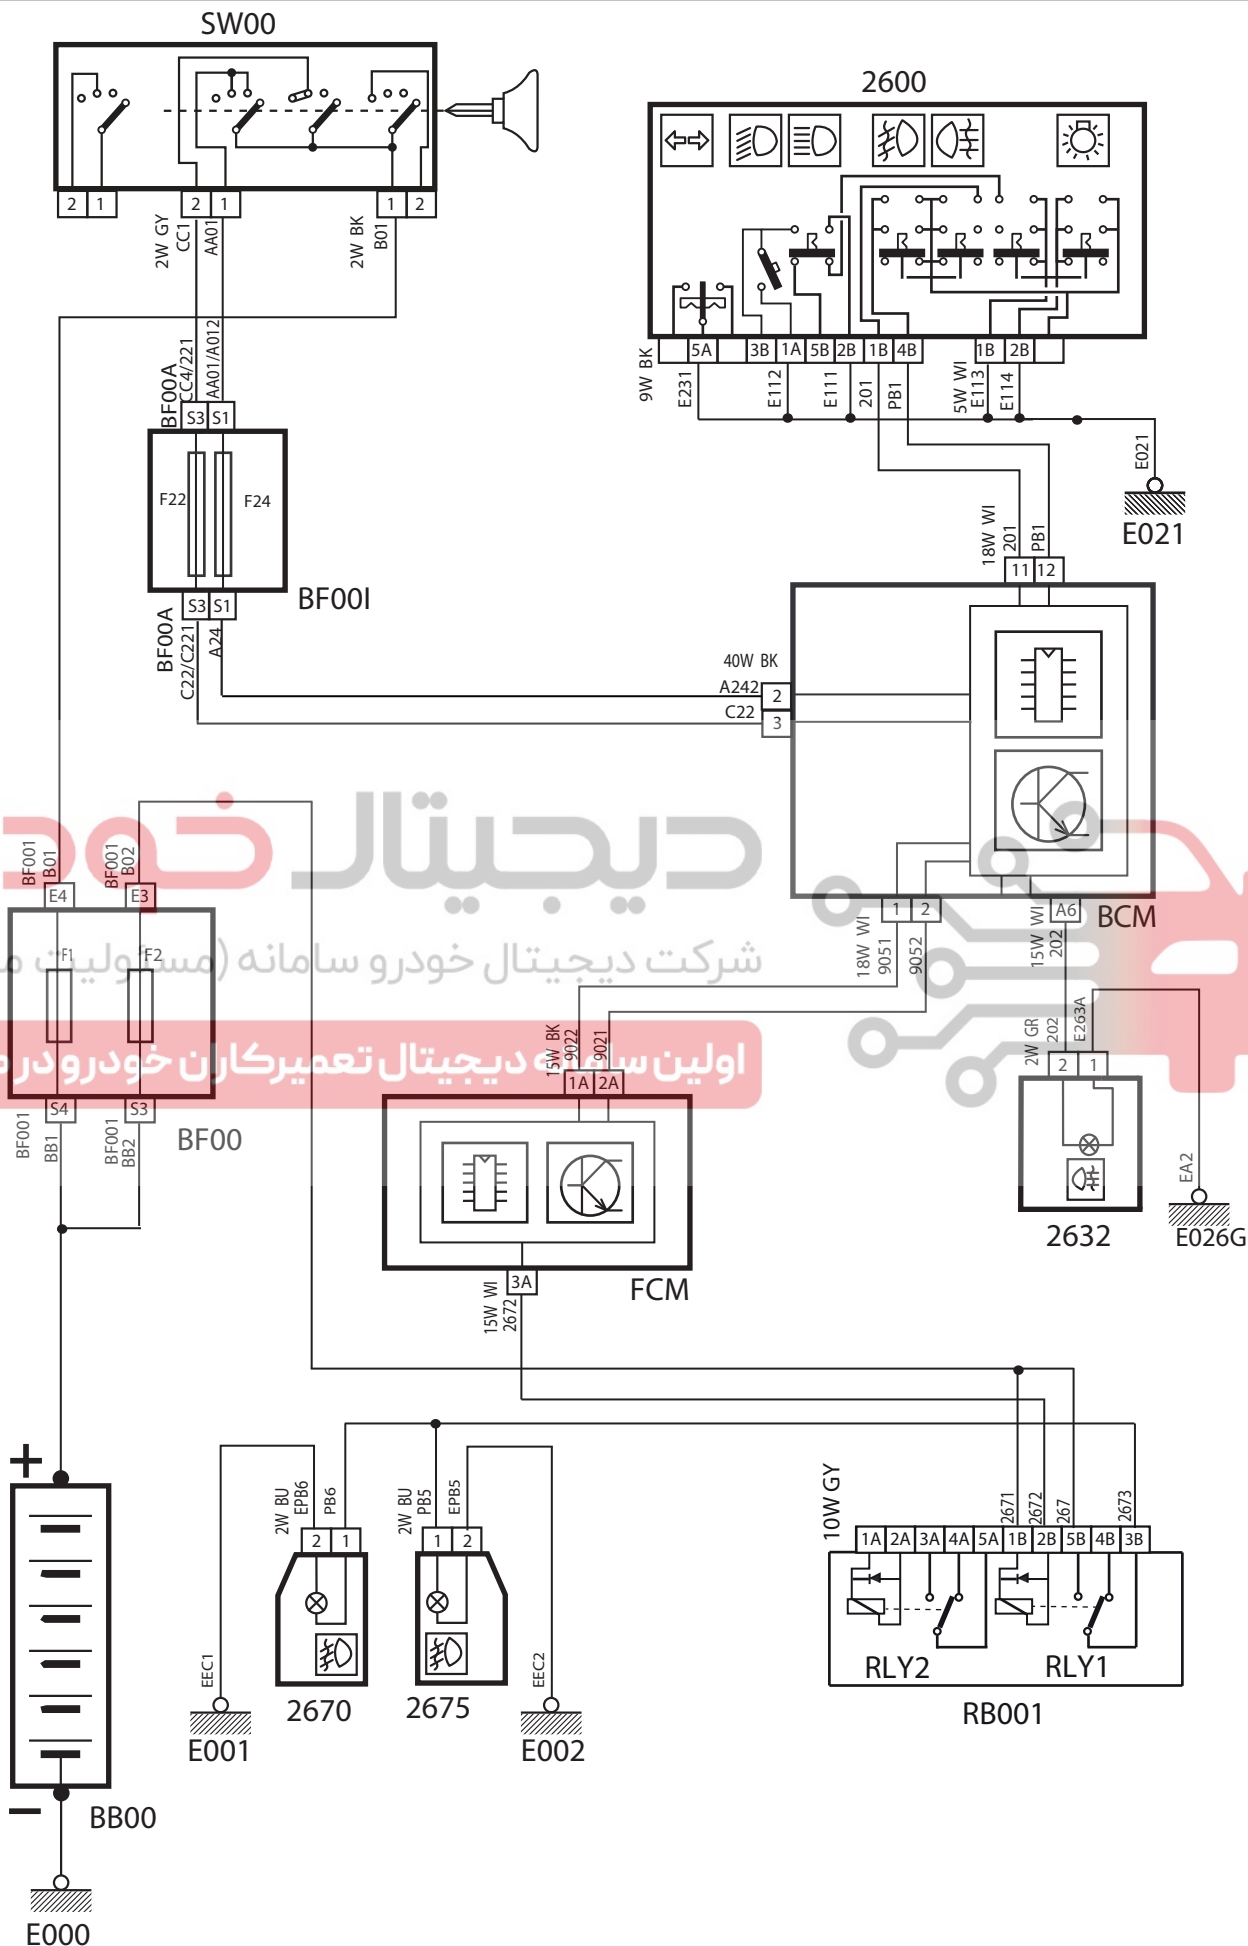 SW00
2600
2 1
2 1
1 2
2W GY
CC1
AA01
2W BK
B01
5A 3B 1A 5B 2B 1B 4B
1B 2B
9W BK
E231
E112
E111
201
PB1
5W WI
E113
E114
E021
E021
BF00A
CC4/221
AA01/A012
S3 S1
F22
F24
S3 S1
BF00I
BF00A
C22/C221
A24
18W WI
201
PB1
11 12
40W BK
A242
2
C22
3
BCM
دیجیتال خودرو
BF001
B01
BF001
B02
E4
E3
F1
F2
شرکت دیجیتال خودرو سامانه (مسئولیت
اولین سامانه دیجیتال تعمیرکاران خودرو در
1 2
A6
18W WI
9051
9052
15W WI
202
15W BK
9022
9021
1A 2A
2W GR
202
E263A
2 1
S4
S3
BF001
BB1
BF001
BB2
BF00
EA2
2632
E026G
FCM
3A
15W WI
2672
2W BU
EPB6
PB6
2W BU
PB5
EPB5
2 1
1 2
10W GY
2671
2672
267
2673
1A 2A 3A 4A 5A 1B 2B 5B 4B 3B
RLY2
RLY1
RB001
EEC1
EEC2
2670
2675
E001
E002
+
−
BB00
E000